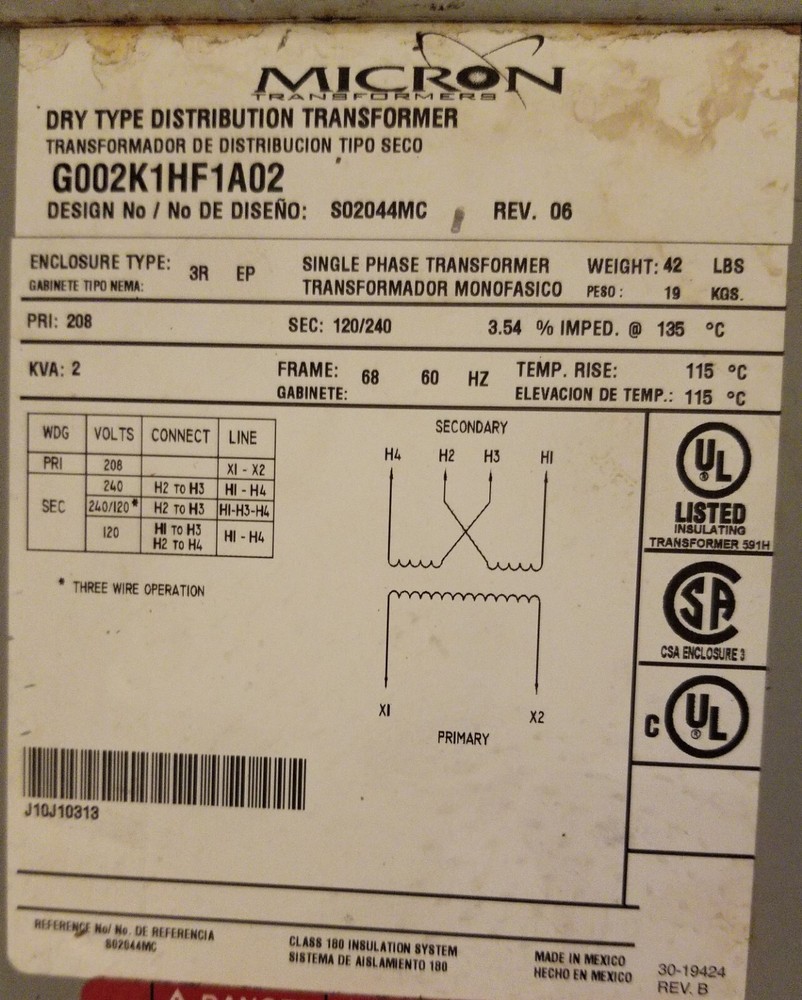 MICRON
TRANSFORMERS
DRY TYPE DISTRIBUTION TRANSFORMER
TRANSFORMADOR DE DISTRIBUCION TIPO SECO
G002K1HF1A02
DESIGN No / No DE DISEÑO: S02044MC REV. 06
ENCLOSURE TYPE: 3R EP
GABINETE TIPO NEMA:
SINGLE PHASE TRANSFORMER
TRANSFORMADOR MONOFASICO
WEIGHT: 42 LBS
PESO: 19 KGS.
PRI: 208 SEC: 120/240 3.54 % IMPED. @ 135 °C
KVA: 2
FRAME: 68 60 HZ
GABINETE:
TEMP. RISE: 115 °C
ELEVACION DE TEMP.: 115 °C
WDG VOLTS CONNECT LINE
PRI 208 X1 - X2
SEC
240 H2 TO H3 H1 - H4
240/120* H2 TO H3 H1-H3-H4
120 H1 TO H3 H2 TO H4 H1 - H4
* THREE WIRE OPERATION
SECONDARY
H4 H2 H3 H1
X1 X2
PRIMARY
UL ®
LISTED
INSULATING
TRANSFORMER 591H
SA
CSA ENCLOSURE 3
C UL ®
J10J10313
REFERENCE No/ No. DE REFERENCIA
S02044MC
CLASS 180 INSULATION SYSTEM
SISTEMA DE AISLAMIENTO 180
MADE IN MEXICO
HECHO EN MEXICO
30-19424
REV. B